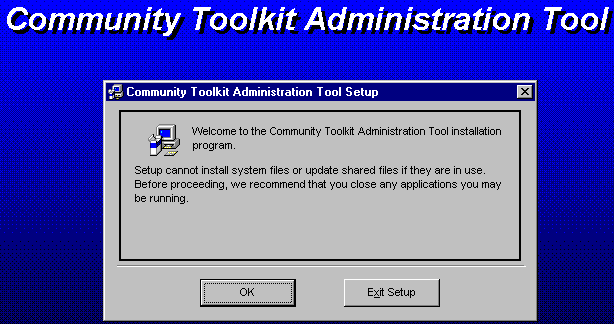 Community Toolkit Administration Tool
Community Toolkit Administration Tool Setup
Welcome to the Community Toolkit Administration Tool installation
program.
Setup cannot install system files or update shared files if they are in use.
Before proceeding, we recommend that you close any applications you may
be running.
OK
Exit Setup